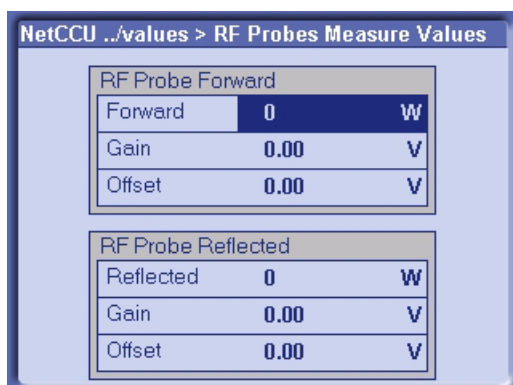 NetCCU ../values > RF Probes Measure Values
RF Probe Forward
Forward 0 W
Gain 0.00 V
Offset 0.00 V
RF Probe Reflected
Reflected 0 W
Gain 0.00 V
Offset 0.00 V